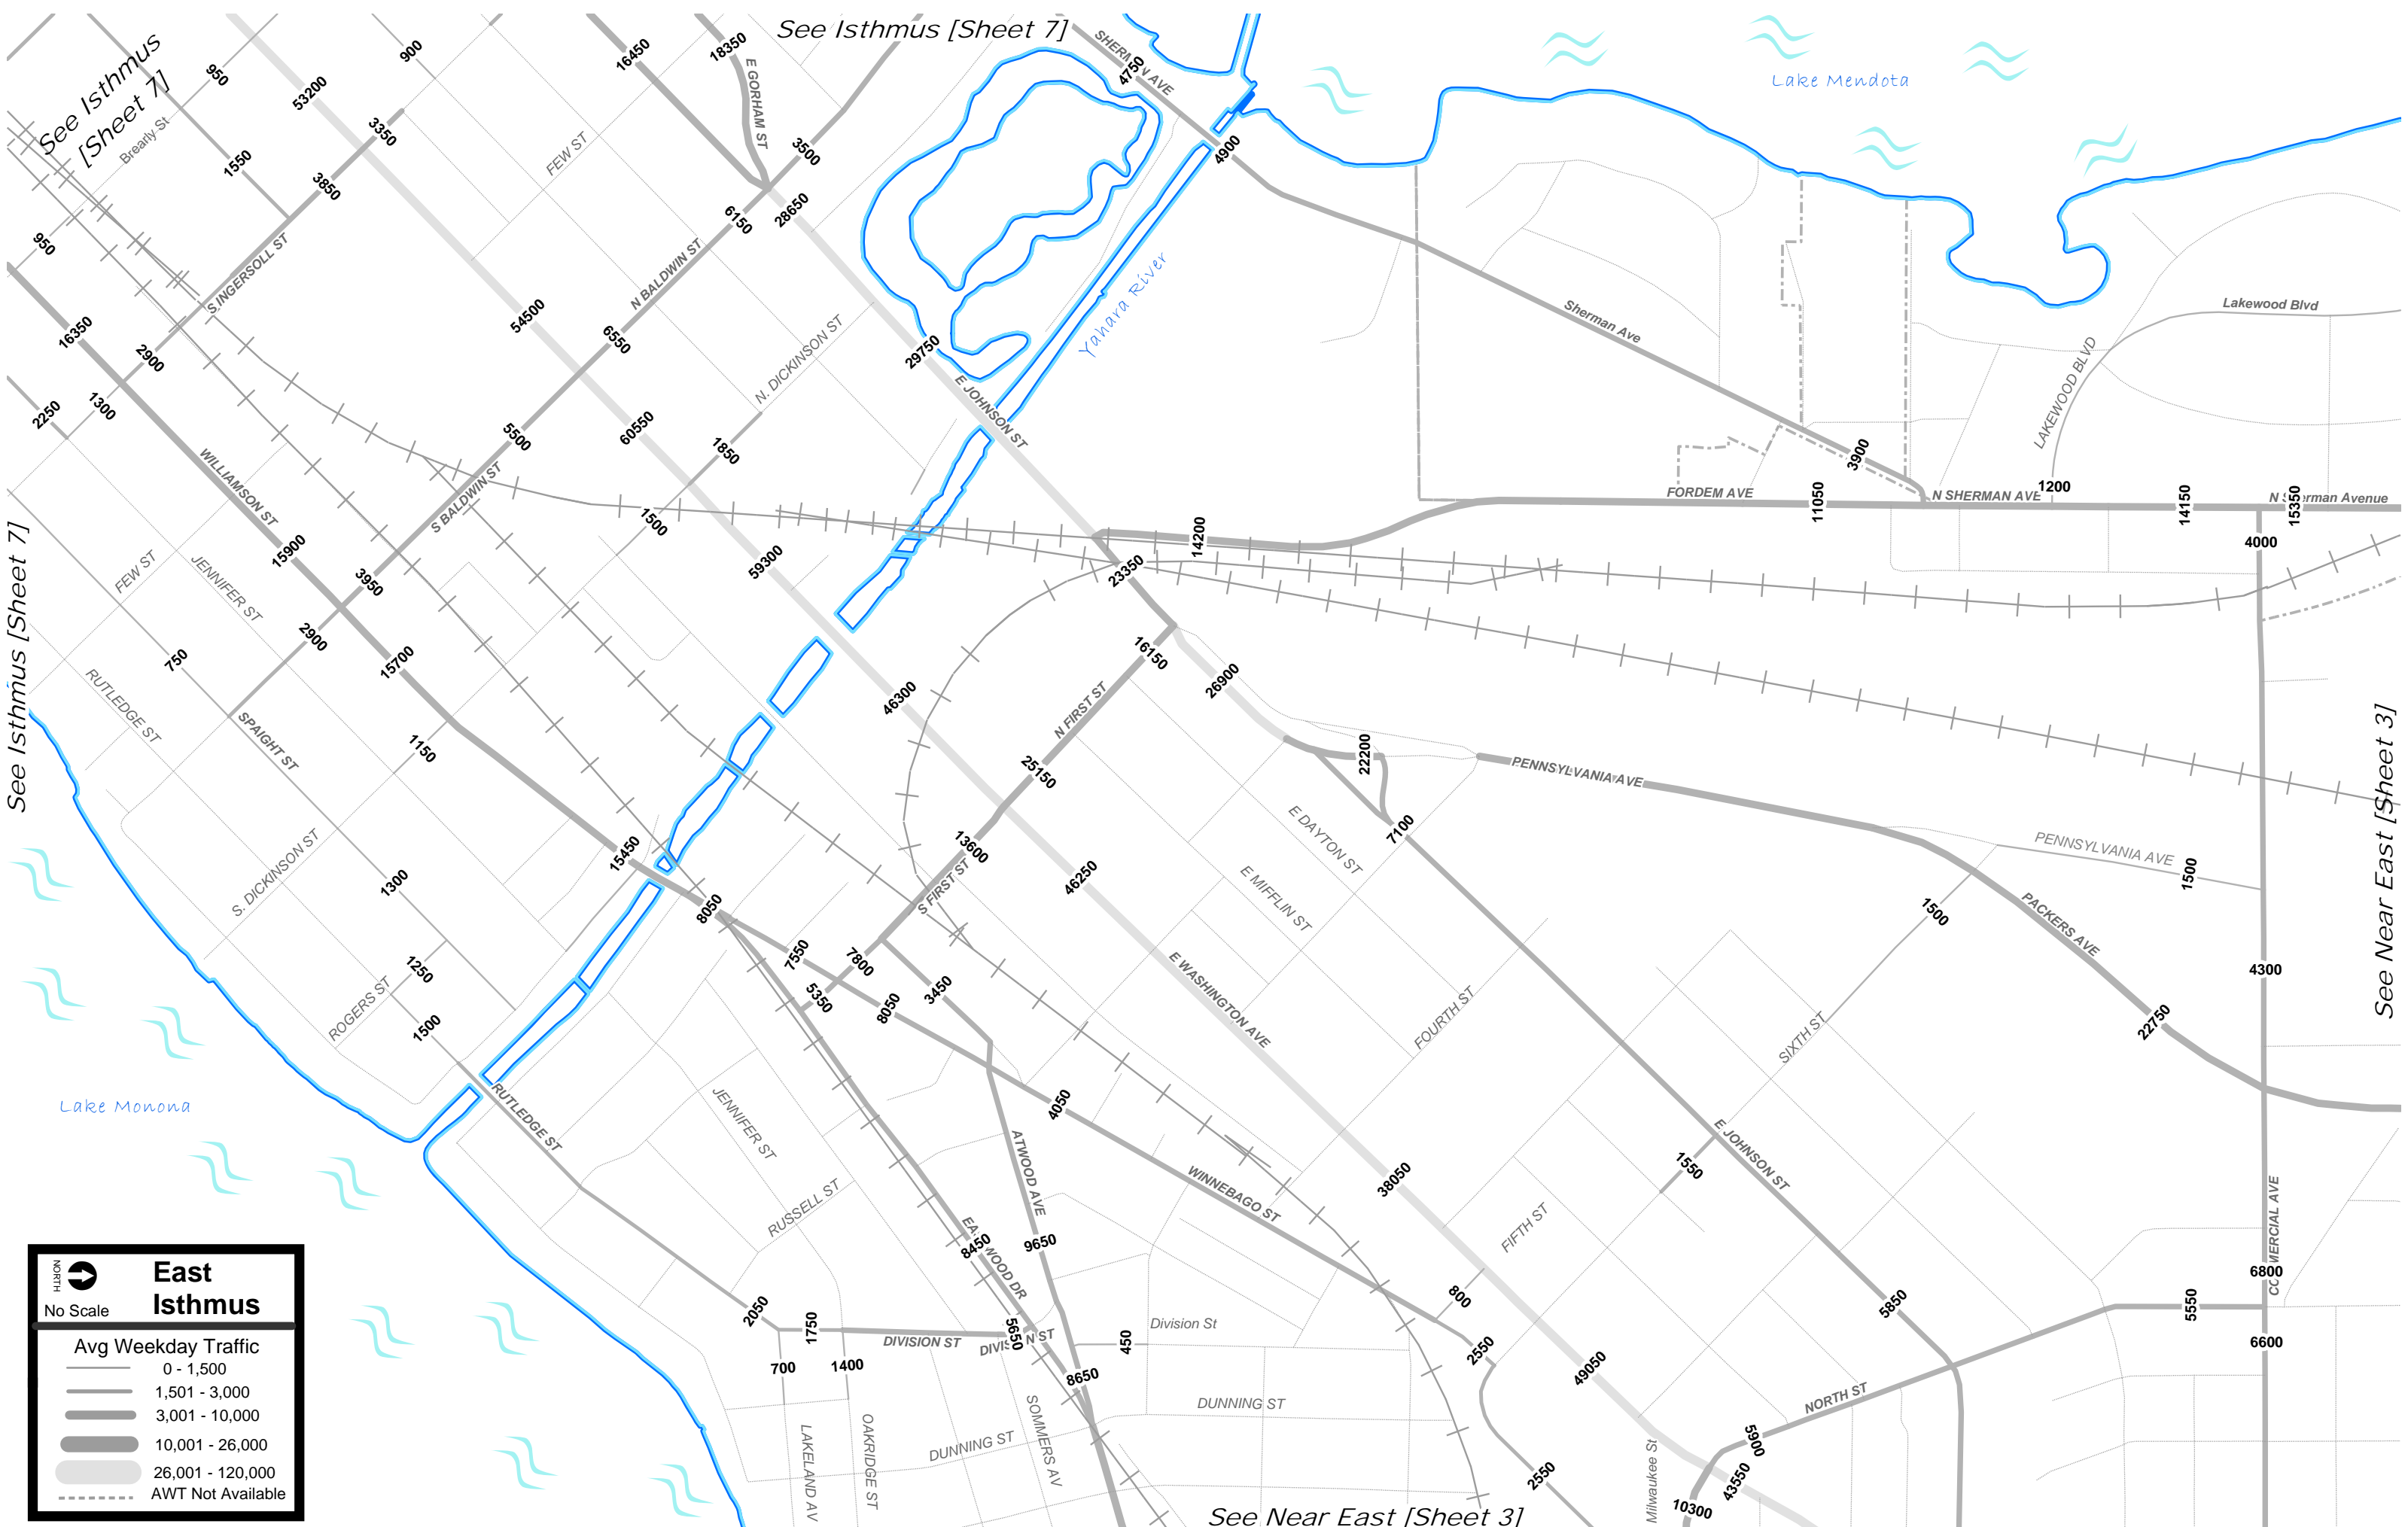 See Isthmus [Sheet 7]
See Isthmus
[Sheet 7]
Brearly St
950
53200
900
16450
18350
E GORHAM ST
SHERMAN AVE
4750
4900
Lake Mendota
3350
1550
3850
FEW ST
3500
950
S INGERSOLL ST
N BALDWIN ST
6150
28650
Yahara River
16350
2900
54500
6550
29750
N. DICKINSON ST
E JOHNSON ST
Sherman Ave
Lakewood Blvd
LAKEWOOD BLVD
2250
1300
60550
1850
5500
3900
WILLIAMSON ST
S BALDWIN ST
1500
FORDEM AVE
11050
N SHERMAN AVE
1200
14150
N Sherman Avenue
15350
See Isthmus [Sheet 7]
FEW ST
JENNIFER ST
15900
3950
59300
14200
23350
4000
750
RUTLEDGE ST
SPAIGHT ST
2900
15700
1150
46300
N FIRST ST
16150
26900
22200
25150
PENNSYLVANIA AVE
See Near East [Sheet 3]
S. DICKINSON ST
1300
15450
8050
13600
S FIRST ST
46250
E DAYTON ST
E MIFFLIN ST
7100
PENNSYLVANIA AVE
1500
1500
PACKERS AVE
22750
4300
ROGERS ST
1250
1500
7550
7800
5350
8050
3450
E WASHINGTON AVE
FOURTH ST
SIXTH ST
Lake Monona
RUTLEDGE ST
JENNIFER ST
RUSSELL ST
4050
ATWOOD AVE
WINNEBAGO ST
38050
FIFTH ST
1550
E JOHNSON ST
COMMERCIAL AVE
8450
EASTWOOD DR
9650
800
5850
6800
5550
6600
2050
1750
700
1400
DIVISION ST
DIVISION ST
5650
450
Division St
8650
2550
49050
NORTH ST
LAKELAND AV
OAKRIDGE ST
DUNNING ST
SOMMERS AV
DUNNING ST
2550
Milwaukee St
5900
43550
10300
See Near East [Sheet 3]
NORTH
No Scale
East
Isthmus
Avg Weekday Traffic
0 - 1,500
1,501 - 3,000
3,001 - 10,000
10,001 - 26,000
26,001 - 120,000
AWT Not Available